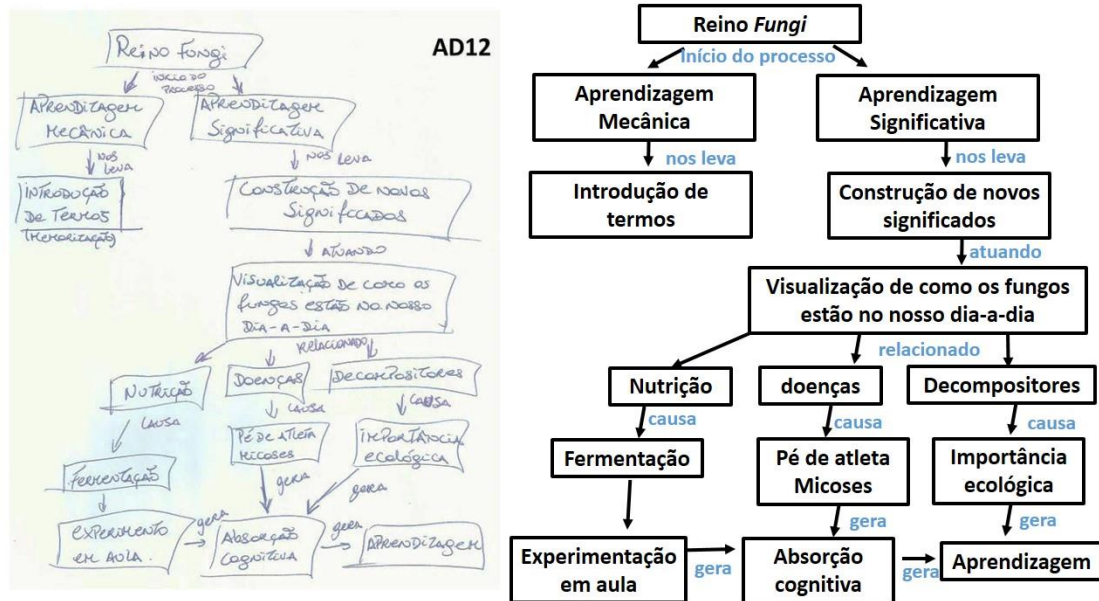 AD12
REINO FUNGI
INÍCIO DO
PROCESSO
APRENDIZAGEM
MECÂNICA
APRENDIZAGEM
SIGNIFICATIVA
NOS
LEVA
NOS LEVA
INTRODUÇÃO
DE TERMOS
(MEMORIZAÇÃO)
CONSTRUÇÃO DE NOVOS
SIGNIFICADOS
ATUANDO
VISUALIZAÇÃO DE COMO OS
FUNGOS ESTÃO NO NOSSO
DIA-A-DIA
RELACIONADO
NUTRIÇÃO
DOENÇAS
DECOMPOSITORES
CAUSA
CAUSA
CAUSA
FERMENTAÇÃO
PÉ DE ATLETA
MICOSES
IMPORTÂNCIA
ECOLÓGICA
GERA
GERA
EXPERIMENTO
EM AULA.
GERA
ABSORÇÃO
COGNITIVA
GERA
APRENDIZAGEM
Reino Fungi
Início do processo
Aprendizagem
Mecânica
Aprendizagem
Significativa
nos leva
nos leva
Introdução de
termos
Construção de novos
significados
atuando
Visualização de como os fungos
estão no nosso dia-a-dia
relacionado
Nutrição
doenças
Decompositores
causa
causa
causa
Fermentação
Pé de atleta
Micoses
Importância
ecológica
gera
gera
Experimentação
em aula
gera
Absorção
cognitiva
gera
Aprendizagem